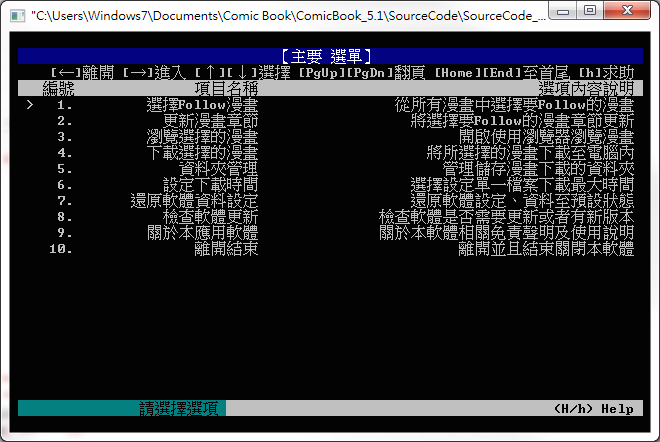 "C:\Users\Windows7\Documents\Comic Book\ComicBook_5.1\SourceCode\SourceCode_...
[主要 選單]
[←]離開 [→]進入 [↑][↓]選擇 [PgUp][PgDn]翻頁 [Home][End]至首尾 [h]求助
編號 項目名稱 選項內容說明
> 1. 選擇Follow漫畫 從所有漫畫中選擇要Follow的漫畫
2. 更新漫畫章節 將選擇要Follow的漫畫章節更新
3. 瀏覽選擇的漫畫 開啟使用瀏覽器瀏覽漫畫
4. 下載選擇的漫畫 將所選擇的漫畫下載至電腦內
5. 資料夾管理 管理儲存漫畫下載的資料夾
6. 設定下載時間 選擇設定單一檔案下載最大時間
7. 還原軟體資料設定 還原軟體設定、資料至預設狀態
8. 檢查軟體更新 檢查軟體是否需要更新或者有新版本
9. 關於本應用軟體 關於本軟體相關免責聲明及使用說明
10. 離開結束 離開並且結束關閉本軟體
請選擇選項 (H/h) Help